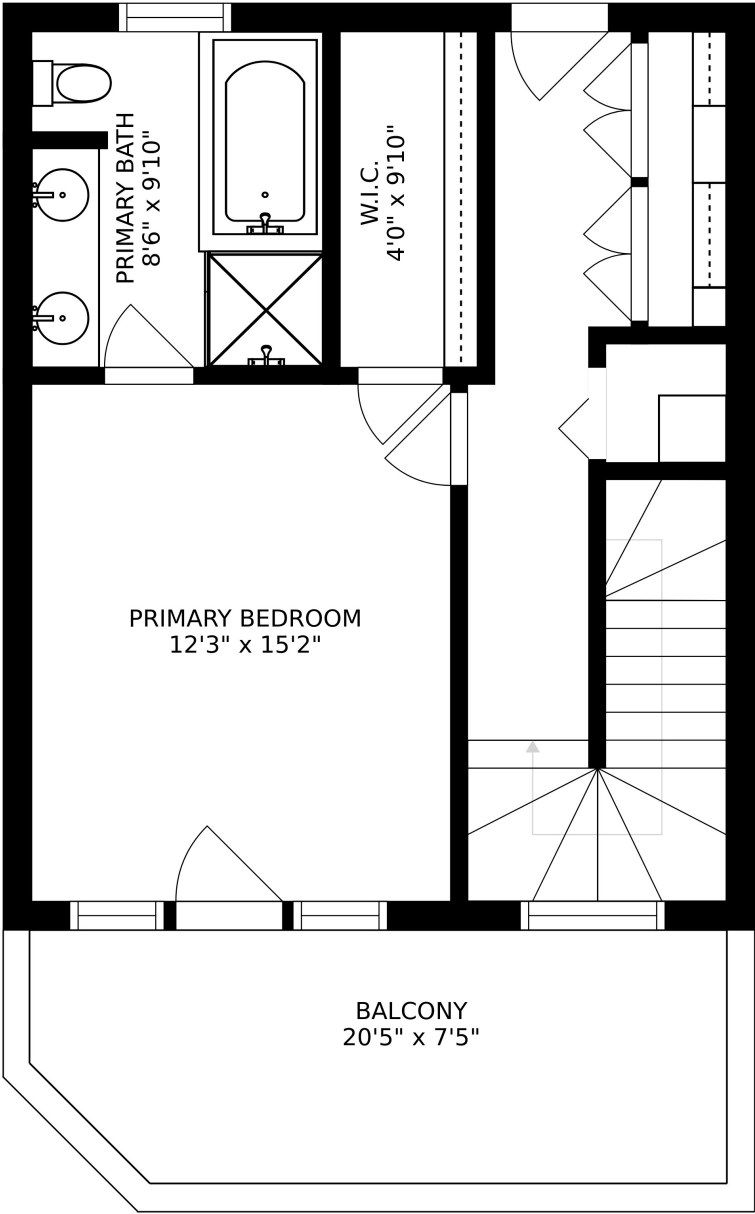 PRIMARY BATH
8'6" x 9'10"
W.I.C.
4'0" x 9'10"
PRIMARY BEDROOM
12'3" x 15'2"
BALCONY
20'5" x 7'5"